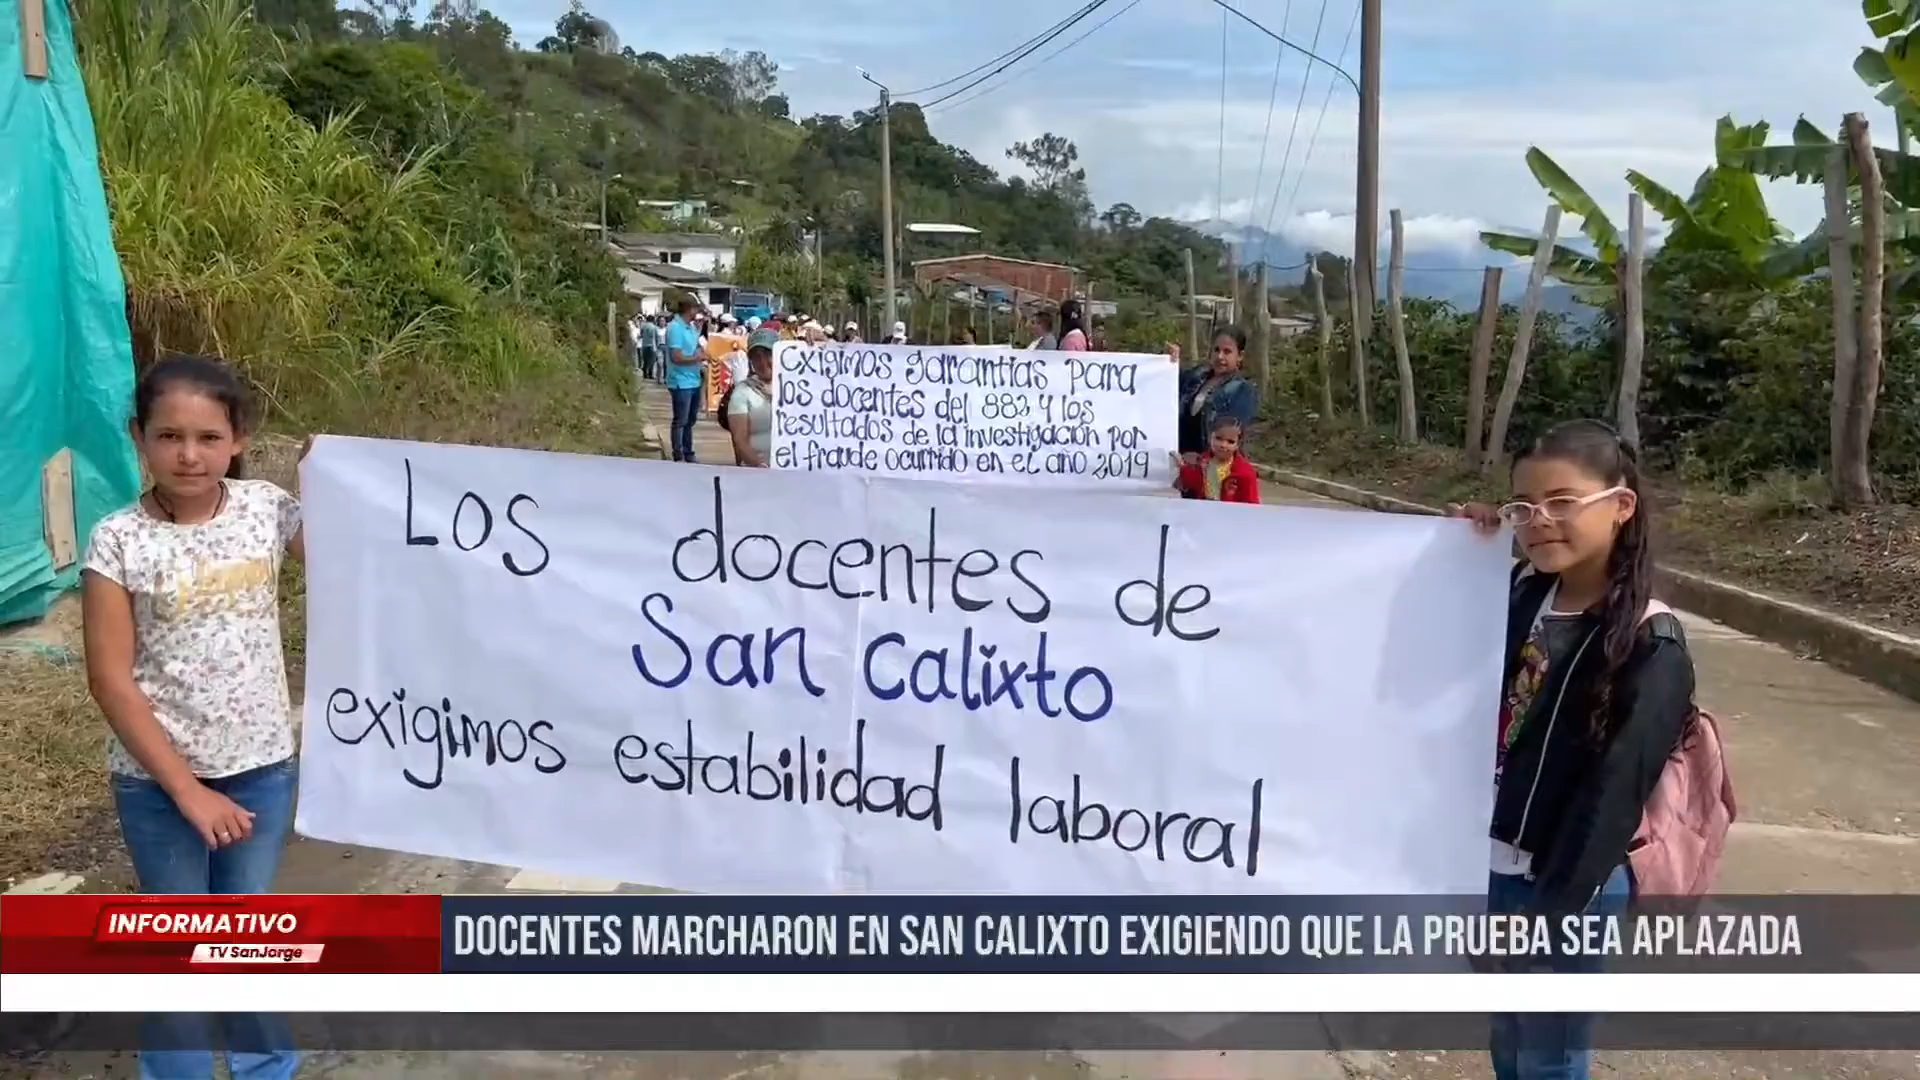 exigimos garantias para
los docentes del 882 y los
resultados de la investigación por
el fraude ocurrido en el año 2019
Los docentes de
San Calixto
exigimos estabilidad laboral
INFORMATIVO
TV SanJorge
DOCENTES MARCHARON EN SAN CALIXTO EXIGIENDO QUE LA PRUEBA SEA APLAZADA